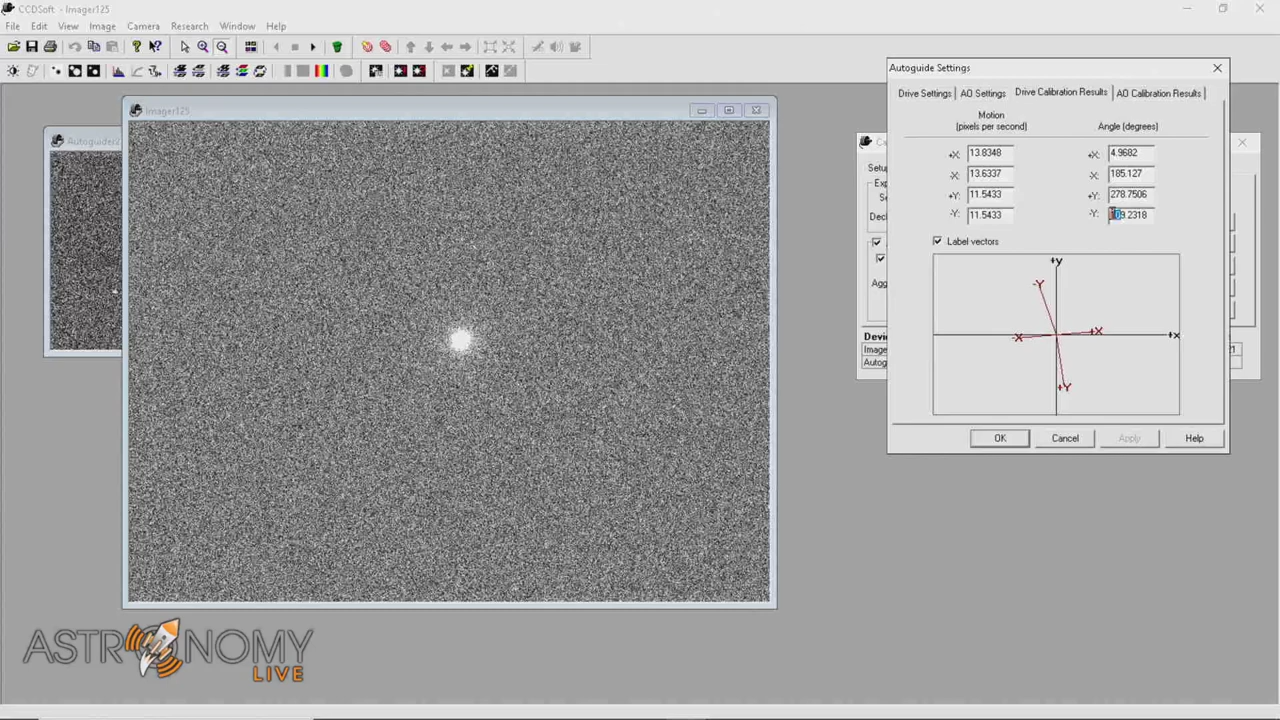 CCDSoft - Imager125
File Edit View Image Camera Research Window Help
Autoguide Settings
Drive Settings AO Settings Drive Calibration Results AO Calibration Results
Imager125
Motion
(pixels per second)
Angle (degrees)
+X: 13.8348 +X: 4.9682
-X: 13.6337 -X: 185.127
+Y: 11.5433 +Y: 278.7506
-Y: 11.5433 -Y: 9.2318
Label vectors
+y
-Y
+X
-X
+x
+Y
OK Cancel Apply Help
ASTRONOMY
LIVE